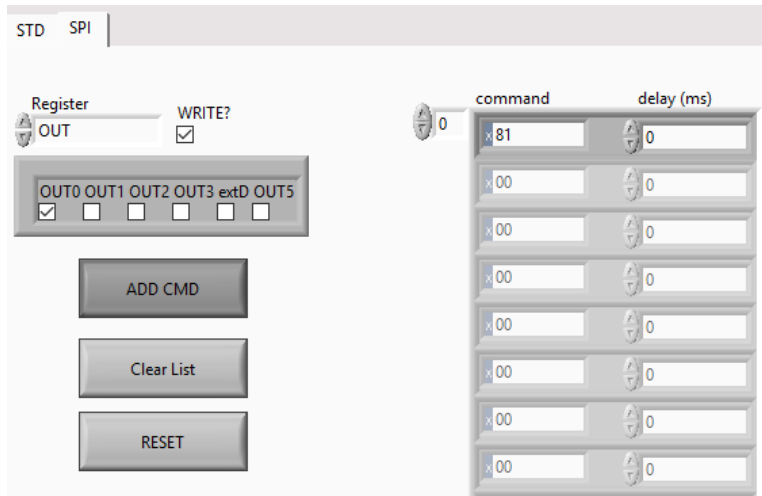 STD SPI
Register WRITE? command delay (ms)
OUT 0 x 81 0
OUT0 OUT1 OUT2 OUT3 extD OUT5
x 00 0
x 00 0
ADD CMD
x 00 0
x 00 0
Clear List
x 00 0
RESET
x 00 0
x 00 0